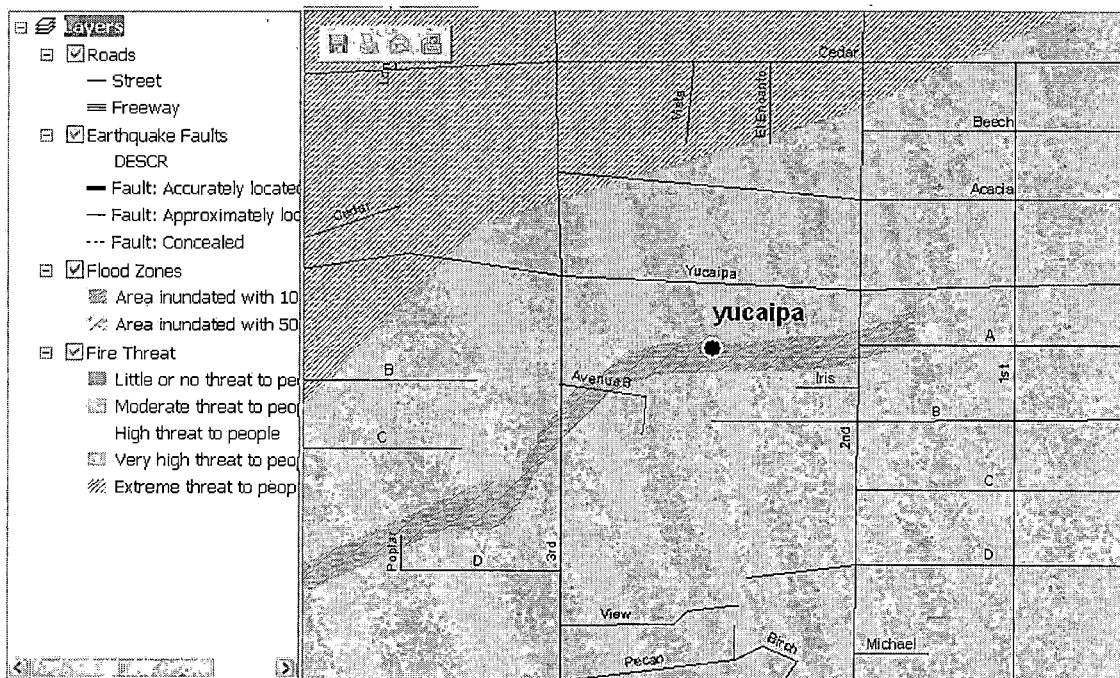 Layers
Roads
Street
Freeway
Earthquake Faults
DESCR
Fault: Accurately locate
Fault: Approximately loc
Fault: Concealed
Flood Zones
Area inundated with 10
Area inundated with 50
Fire Threat
Little or no threat to pe
Moderate threat to peop
High threat to people
Very high threat to peop
Extreme threat to peop
Cedar
Vista
El Encanto
Beech
Acacia
Cedar
Yucaipa
yucaipa
A
1st
B
Avenue B
Iris
B
C
2nd
C
Poplar
D
3rd
D
View
Birch
Pecan
Michael